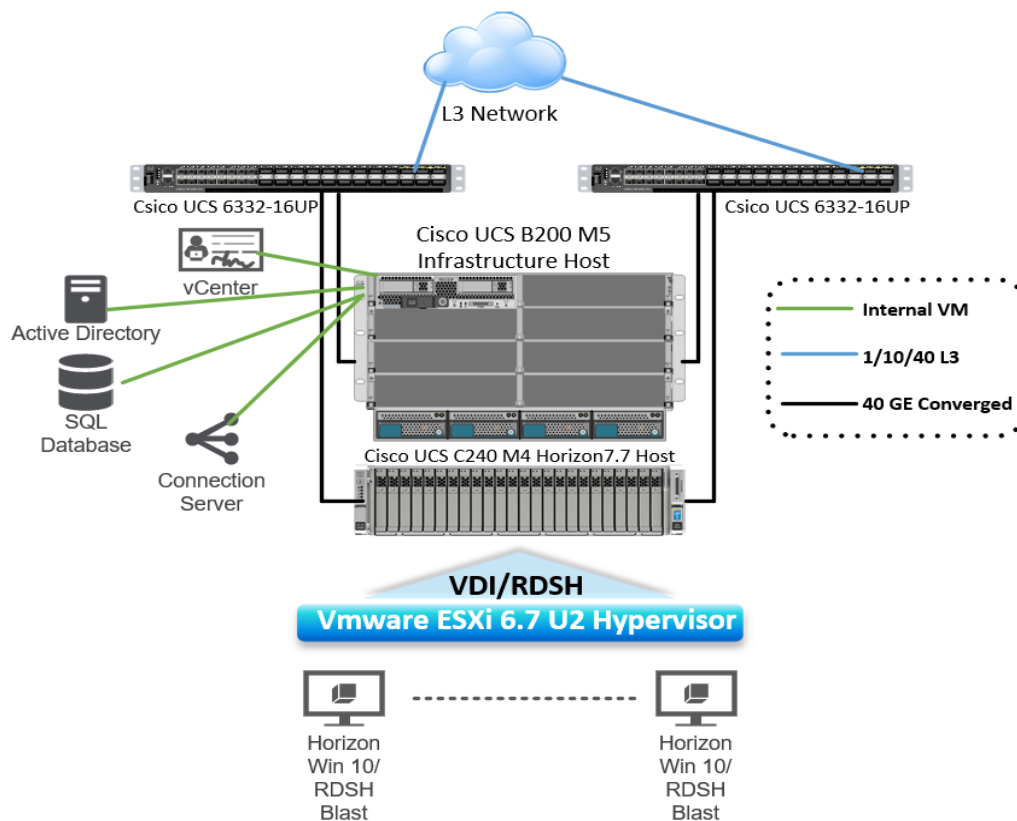 L3 Network
Csico UCS 6332-16UP
Csico UCS 6332-16UP
Cisco UCS B200 M5
Infrastructure Host
vCenter
Active Directory
SQL
Database
Connection
Server
Internal VM
1/10/40 L3
40 GE Converged
Cisco UCS C240 M4 Horizon7.7 Host
VDI/RDSH
Vmware ESXi 6.7 U2 Hypervisor
Horizon
Win 10/
RDSH
Blast
Horizon
Win 10/
RDSH
Blast